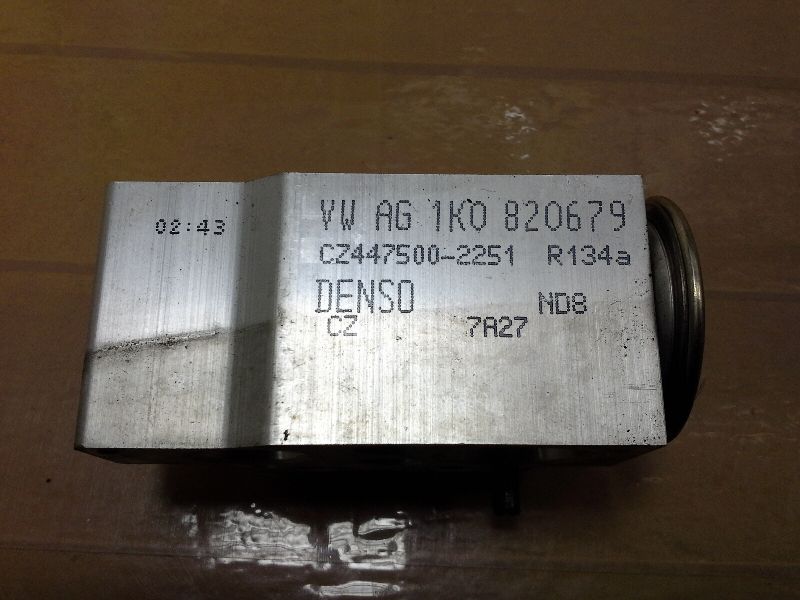 02:43
VW AG 1K0 820679
CZ447500-2251 R134a
DENSO
ND8
CZ 7A27